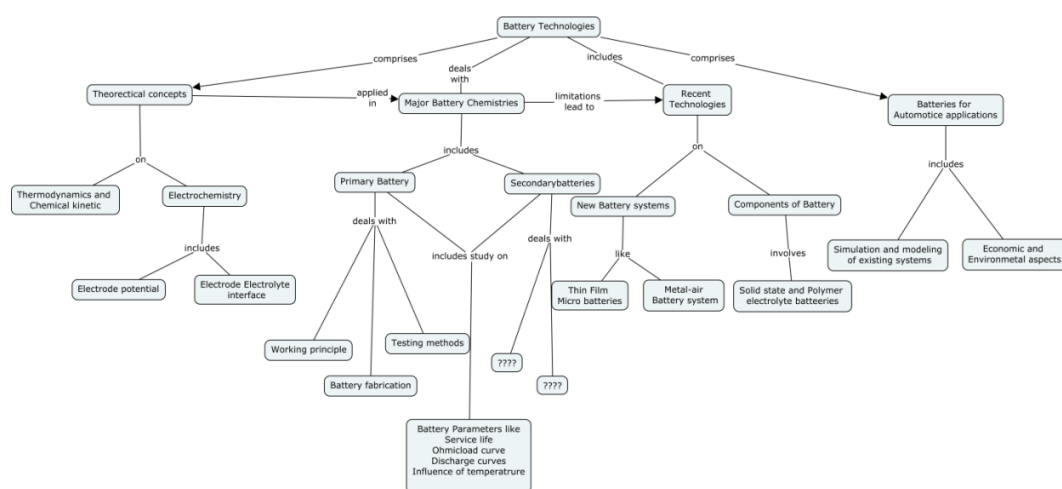 Battery Technologies
comprises
deals
with
includes
comprises
Theorectical concepts
applied
in
Major Battery Chemistries
limitations
lead to
Recent
Technologies
Batteries for
Automotice applications
on
includes
on
includes
Thermodynamics and
Chemical kinetic
Electrochemistry
Primary Battery
Secondarybatteries
New Battery systems
Components of Battery
deals with
deals with
includes
includes study on
like
involves
Simulation and modeling
of existing systems
Economic and
Environmetal aspects
Electrode potential
Electrode Electrolyte
interface
Thin Film
Micro batteries
Metal-air
Battery system
Solid state and Polymer
electrolyte batteeries
Working principle
Testing methods
????
Battery fabrication
????
Battery Parameters like
Service life
Ohmicload curve
Discharge curves
Influence of temperatrure